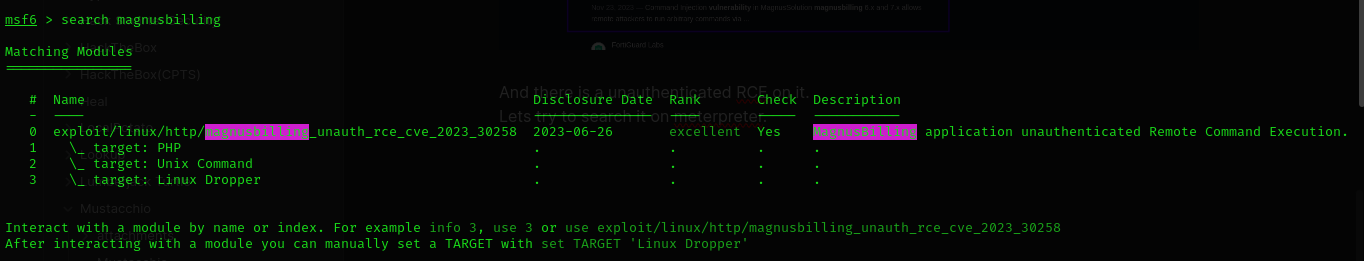 msf6 > search magnusbilling
Matching Modules
================
# Name Disclosure Date Rank Check Description
- ---- --------------- ---- ----- -----------
0 exploit/linux/http/magnusbilling_unauth_rce_cve_2023_30258 2023-06-26 excellent Yes MagnusBilling application unauthenticated Remote Command Execution.
1 \_ target: PHP . . . .
2 \_ target: Unix Command . . . .
3 \_ target: Linux Dropper . . . .
Interact with a module by name or index. For example info 3, use 3 or use exploit/linux/http/magnusbilling_unauth_rce_cve_2023_30258
After interacting with a module you can manually set a TARGET with set TARGET 'Linux Dropper'
HackTheBox(CPTS)
Mustacchio
And there is a unauthenticated RCE on it.
Lets try to search it on meterpreter.
FortiGuard Labs